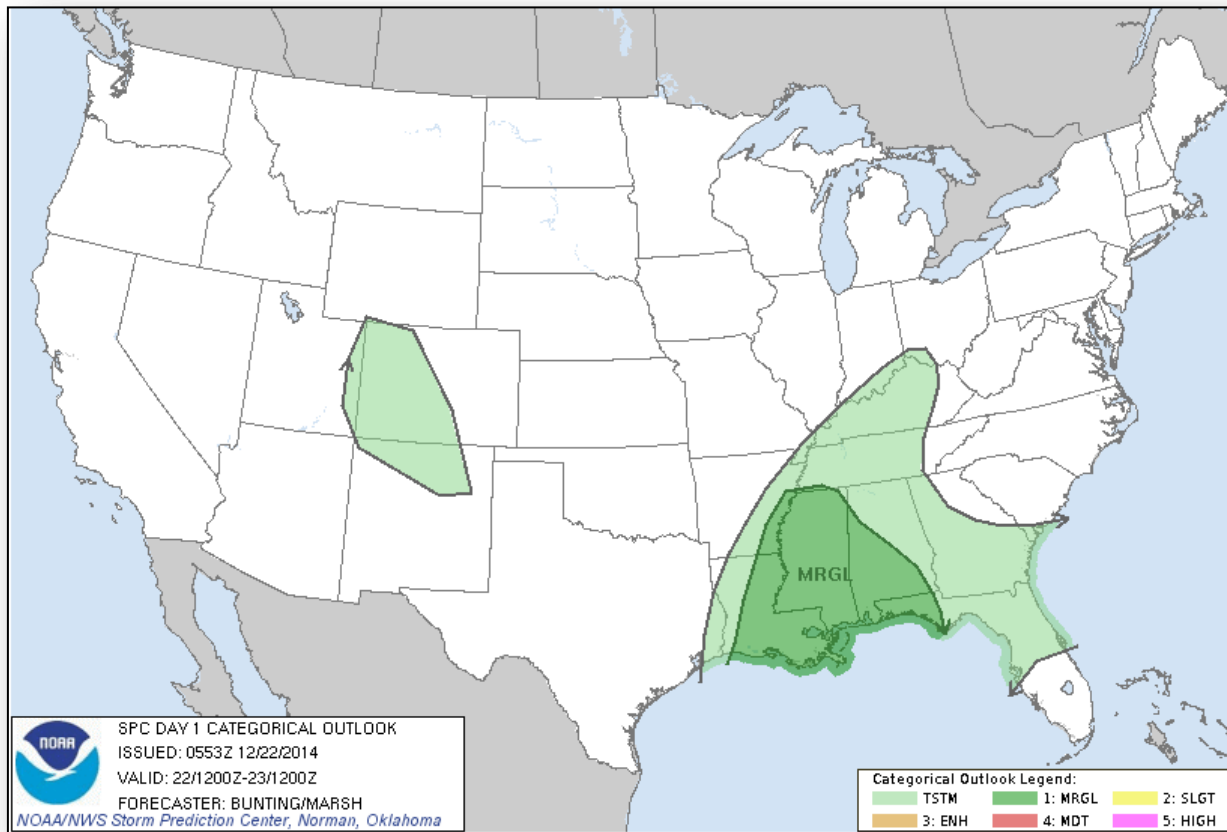 MRGL
NOAA
SPC DAY 1 CATEGORICAL OUTLOOK
ISSUED: 0553Z 12/22/2014
VALID: 22/1200Z-23/1200Z
FORECASTER: BUNTING/MARSH
NOAA/NWS Storm Prediction Center, Norman, Oklahoma
Categorical Outlook Legend:
TSTM 1: MRGL 2: SLGT
3: ENH 4: MDT 5: HIGH